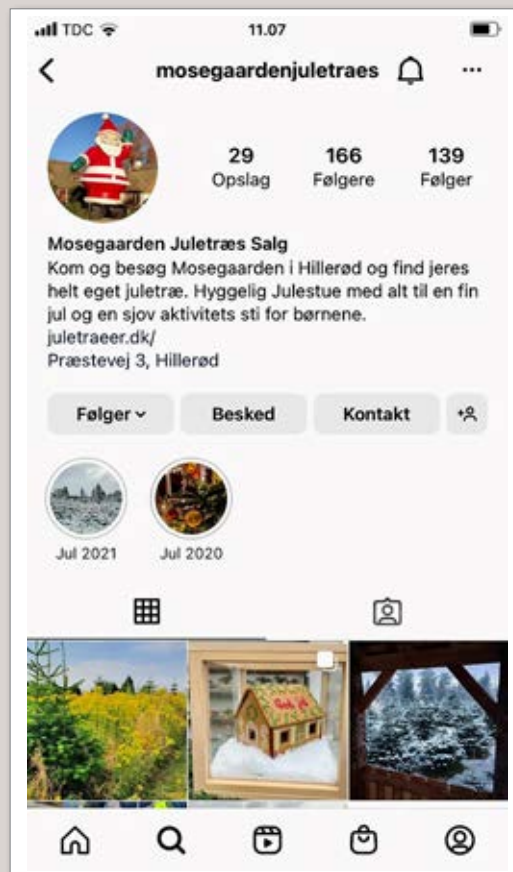 TDC 11.07
mosegaardenjuletraes
29 166 139
Opslag Følgere Følger
Mosegaarden Juletræs Salg
Kom og besøg Mosegaarden i Hillerød og find jeres
helt eget juletræ. Hyggelig Julestue med alt til en fin
jul og en sjov aktivitets sti for børnene.
juletraeer.dk/
Præstevej 3, Hillerød
Følger Besked Kontakt
Jul 2021 Jul 2020
God jul